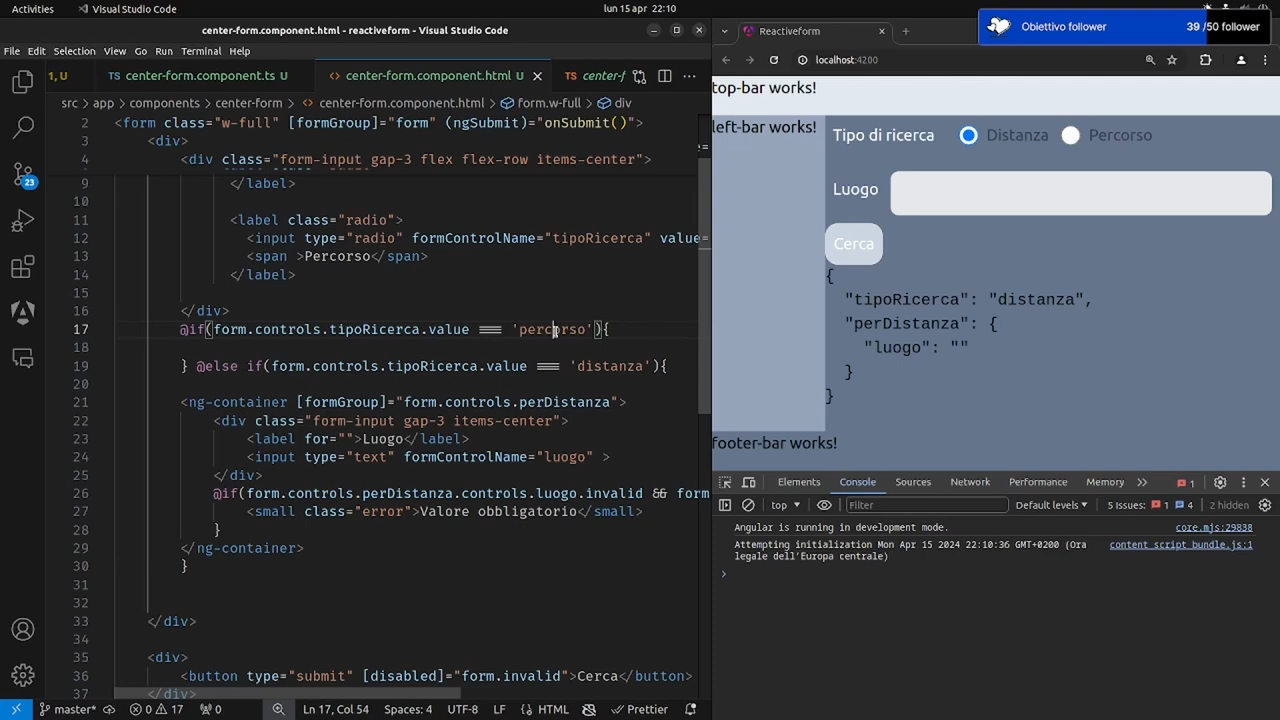 Activities
Visual Studio Code
lun 15 apr 22:10
center-form.component.html - reactiveform - Visual Studio Code
File Edit Selection View Go Run Terminal Help
1, U
center-form.component.ts U
center-form.component.html U
center-f
src > app > components > center-form > center-form.component.html > form.w-full > div
2 <form class="w-full" [formGroup]="form" (ngSubmit)="onSubmit()">
3 <div>
4 <div class="form-input gap-3 flex flex-row items-center">
9 </label>
10
11 <label class="radio">
12 <input type="radio" formControlName="tipoRicerca" value=
13 <span >Percorso</span>
14 </label>
15
16 </div>
17 @if(form.controls.tipoRicerca.value === 'percorso'){
18
19 } @else if(form.controls.tipoRicerca.value === 'distanza'){
20
21 <ng-container [formGroup]="form.controls.perDistanza">
22 <div class="form-input gap-3 items-center">
23 <label for="">Luogo</label>
24 <input type="text" formControlName="luogo" >
25 </div>
26 @if(form.controls.perDistanza.controls.luogo.invalid && form
27 <small class="error">Valore obbligatorio</small>
28 }
29 </ng-container>
30 }
31
32
33 </div>
34
35 <div>
36 <button type="submit" [disabled]="form.invalid">Cerca</button>
37 </div>
23
master*
0 17
0
Ln 17, Col 54
Spaces: 4
UTF-8
LF
HTML
Prettier
Reactiveform
Obiettivo follower
39 /50 follower
localhost:4200
top-bar works!
left-bar works!
Tipo di ricerca Distanza Percorso
Luogo
Cerca
{
"tipoRicerca": "distanza",
"perDistanza": {
"luogo": ""
}
}
footer-bar works!
Elements Console Sources Network Performance Memory 1
top
Filter
Default levels
5 Issues: 1 4
2 hidden
Angular is running in development mode. core.mjs:29838
Attempting initialization Mon Apr 15 2024 22:10:36 GMT+0200 (Ora content script bundle.js:1
legale dell'Europa centrale)